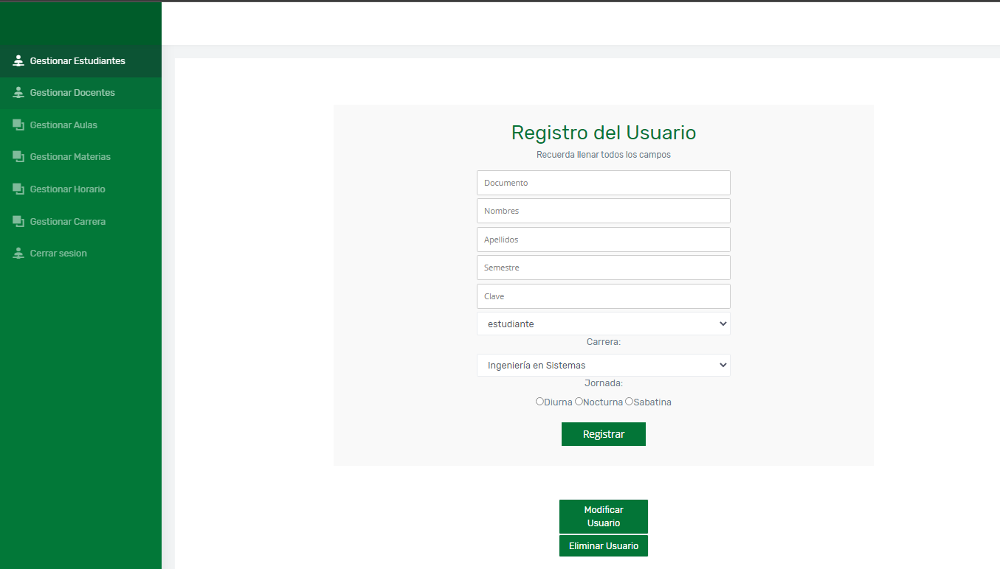 Gestionar Estudiantes
Gestionar Docentes
Gestionar Aulas
Gestionar Materias
Gestionar Horario
Gestionar Carrera
Cerrar sesion
Registro del Usuario
Recuerda llenar todos los campos
Documento
Nombres
Apellidos
Semestre
Clave
estudiante
Carrera:
Ingeniería en Sistemas
Jornada:
Diurna Nocturna Sabatina
Registrar
Modificar
Usuario
Eliminar Usuario